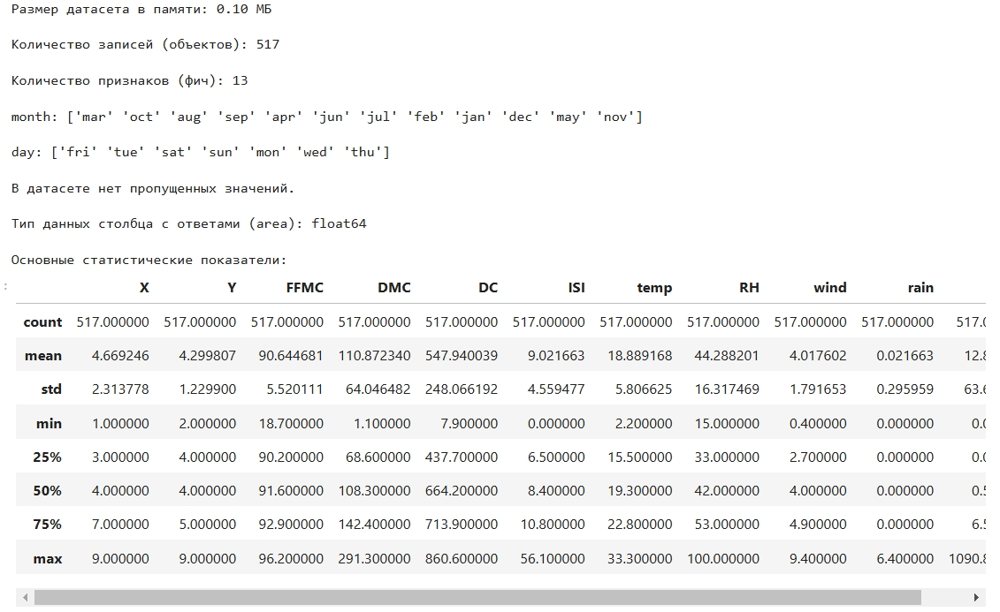 Размер датасета в памяти: 0.10 МБ
Количество записей (объектов): 517
Количество признаков (фич): 13
month: ['mar' 'oct' 'aug' 'sep' 'apr' 'jun' 'jul' 'feb' 'jan' 'dec' 'may' 'nov']
day: ['fri' 'tue' 'sat' 'sun' 'mon' 'wed' 'thu']
В датасете нет пропущенных значений.
Тип данных столбца с ответами (area): float64
Основные статистические показатели:
: X Y FFMC DMC DC ISI temp RH wind rain
count 517.000000 517.000000 517.000000 517.000000 517.000000 517.000000 517.000000 517.000000 517.000000 517.000000 517.
mean 4.669246 4.299807 90.644681 110.872340 547.940039 9.021663 18.889168 44.288201 4.017602 0.021663 12.8
std 2.313778 1.229900 5.520111 64.046482 248.066192 4.559477 5.806625 16.317469 1.791653 0.295959 63.6
min 1.000000 2.000000 18.700000 1.100000 7.900000 0.000000 2.200000 15.000000 0.400000 0.000000 0.0
25% 3.000000 4.000000 90.200000 68.600000 437.700000 6.500000 15.500000 33.000000 2.700000 0.000000 0.0
50% 4.000000 4.000000 91.600000 108.300000 664.200000 8.400000 19.300000 42.000000 4.000000 0.000000 0.5
75% 7.000000 5.000000 92.900000 142.400000 713.900000 10.800000 22.800000 53.000000 4.900000 0.000000 6.5
max 9.000000 9.000000 96.200000 291.300000 860.600000 56.100000 33.300000 100.000000 9.400000 6.400000 1090.8